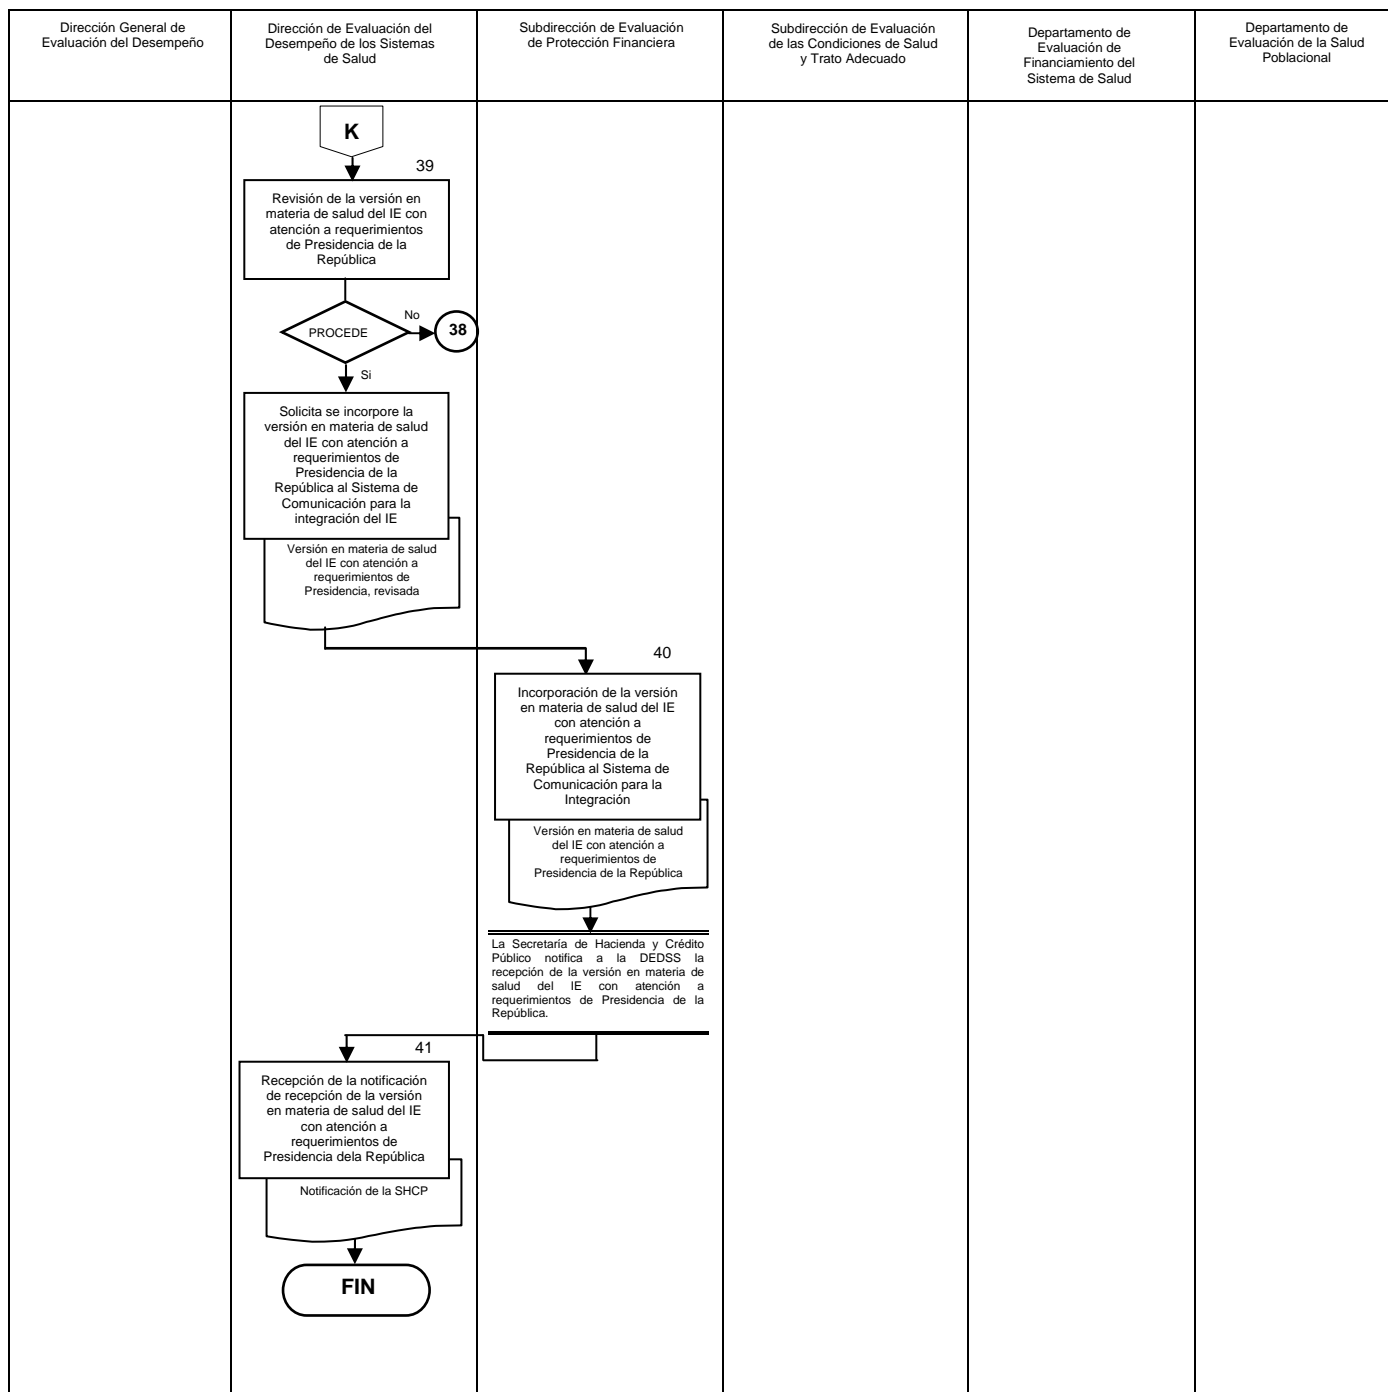 Dirección General de
Evaluación del Desempeño
Dirección de Evaluación del
Desempeño de los Sistemas
de Salud
Subdirección de Evaluación
de Protección Financiera
Subdirección de Evaluación
de las Condiciones de Salud
y Trato Adecuado
Departamento de
Evaluación de
Financiamiento del
Sistema de Salud
Departamento de
Evaluación de la Salud
Poblacional
K
39
Revisión de la versión en
materia de salud del IE con
atención a requerimientos
de Presidencia de la
República
PROCEDE
No
38
Si
Solicita se incorpore la
versión en materia de salud
del IE con atención a
requerimientos de
Presidencia de la
República al Sistema de
Comunicación para la
integración del IE
Versión en materia de salud
del IE con atención a
requerimientos de
Presidencia, revisada
40
Incorporación de la versión
en materia de salud del IE
con atención a
requerimientos de
Presidencia de la
República al Sistema de
Comunicación para la
Integración
Versión en materia de salud
del IE con atención a
requerimientos de
Presidencia de la República
La Secretaría de Hacienda y Crédito
Público notifica a la DEDSS la
recepción de la versión en materia de
salud del IE con atención a
requerimientos de Presidencia de la
República.
41
Recepción de la notificación
de recepción de la versión
en materia de salud del IE
con atención a
requerimientos de
Presidencia dela República
Notificación de la SHCP
FIN